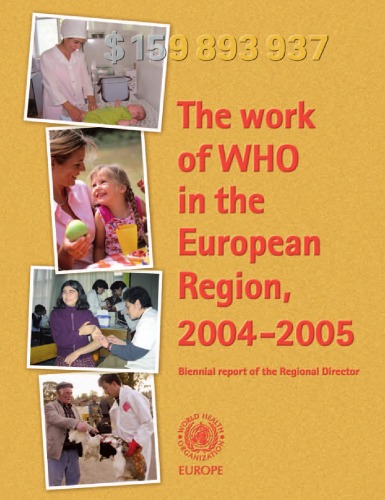 $159 893 937
The work
of WHO
in the
European
Region,
2004–2005
Biennial report of the Regional Director
WORLD HEALTH ORGANIZATION
EUROPE